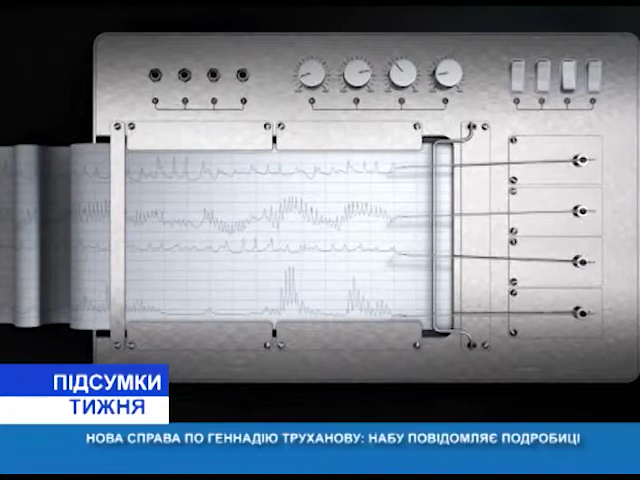 ПІДСУМКИ
ТИЖНЯ
НОВА СПРАВА ПО ГЕННАДІЮ ТРУХАНОВУ: НАБУ ПОВІДОМЛЯЄ ПОДРОБИЦІ